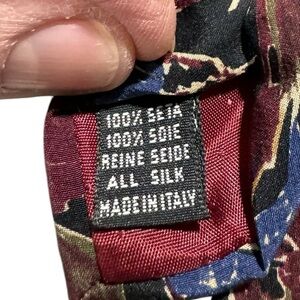 100% SETA
100% SOIE
REINE SEIDE
ALL SILK
MADE IN ITALY